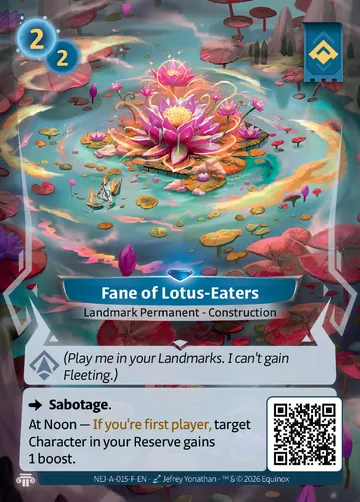 2
2
Fane of Lotus-Eaters
Landmark Permanent - Construction
(Play me in your Landmarks. I can't gain
Fleeting.)
Sabotage.
At Noon — If you're first player, target
Character in your Reserve gains
1 boost.
NEJ-A-015-F-EN - Jefrey Yonathan - ™ & © 2026 Equinox